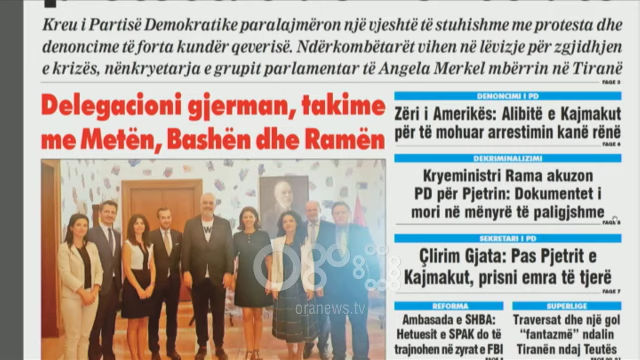 Kreu i Partisë Demokratike paralajmëron një vjeshtë të stuhishme me protesta dhe
denoncime të forta kundër qeverisë. Ndërkombëtarët vihen në lëvizje për zgjidhjen
e krizës, nënkryetarja e grupit parlamentar të Angela Merkel mbërrin në Tiranë
Delegacioni gjerman, takime
me Metën, Bashën dhe Ramën
oranews.tv
DENONCIMI I PD
Zëri i Amerikës: Alibitë e Kajmakut
për të mohuar arrestimin kanë rënë
PAGE 6
DEKRIMINALIZIMI
Kryeministri Rama akuzon
PD për Pjetrin: Dokumentet i
mori në mënyrë të paligjshme
SEKRETARI I PD
Çlirim Gjata: Pas Pjetrit e
Kajmakut, prisni emra të tjerë
PAGE 7
REFORMA
Ambasada e SHBA:
Hetuesit e SPAK do të
trajnohen në zyrat e FBI
SUPERLIGE
Traversat dhe një gol
"fantazmë" ndalin
Tiranën ndaj Teutës